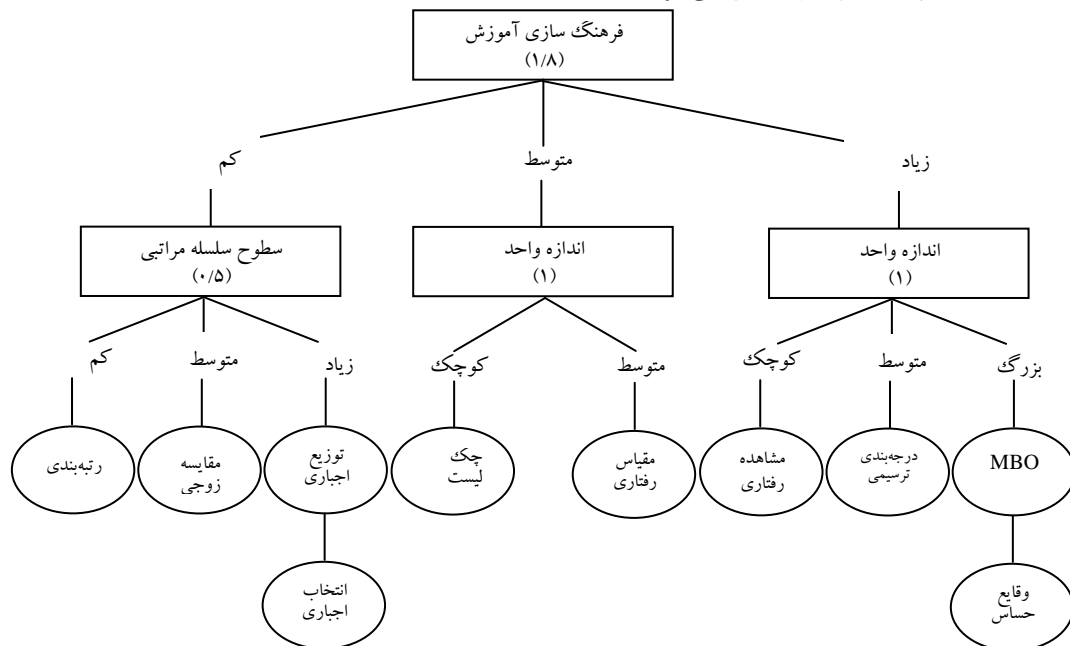 فرهنگ سازی آموزش
(۱/۸)
زیاد
متوسط
کم
اندازه واحد
(۱)
اندازه واحد
(۱)
سطوح سلسله مراتبی
(۰/۵)
بزرگ
متوسط
کوچک
متوسط
کوچک
زیاد
متوسط
کم
MBO
درجه‌بندی
ترسیمی
مشاهده
رفتاری
مقیاس
رفتاری
چک
لیست
توزیع
اجباری
مقایسه
زوجی
رتبه‌بندی
وقایع
حساس
انتخاب
اجباری